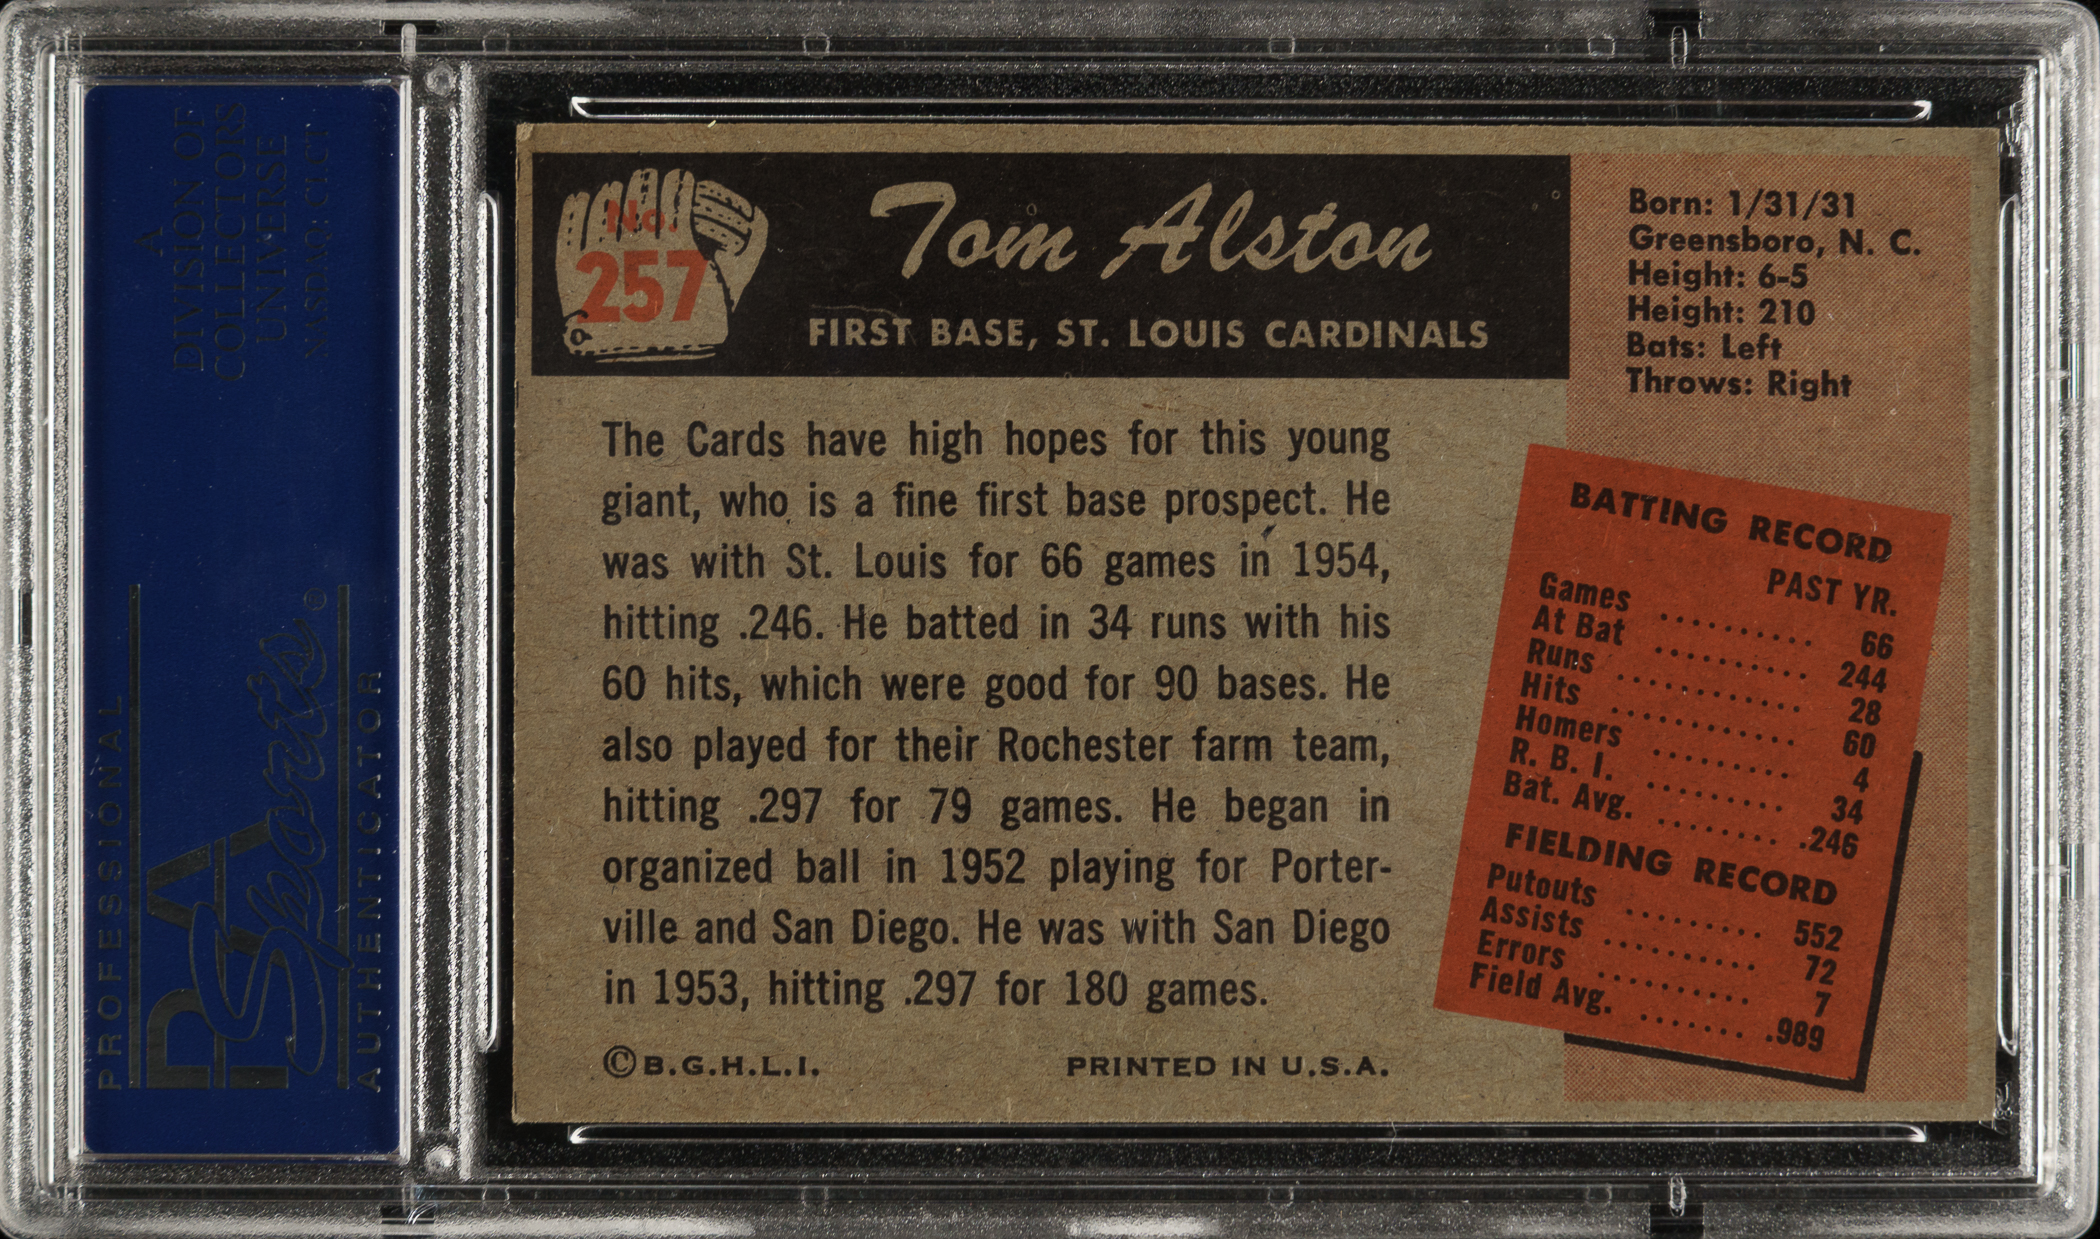 A
DIVISION OF
COLLECTORS
UNIVERSE
NASDAQ: CLCT
PROFESSIONAL
PSA
Sports®
AUTHENTICATOR
No.
257
Tom Alston
FIRST BASE, ST. LOUIS CARDINALS
Born: 1/31/31
Greensboro, N. C.
Height: 6-5
Height: 210
Bats: Left
Throws: Right
The Cards have high hopes for this young
giant, who is a fine first base prospect. He
was with St. Louis for 66 games in 1954,
hitting .246. He batted in 34 runs with his
60 hits, which were good for 90 bases. He
also played for their Rochester farm team,
hitting .297 for 79 games. He began in
organized ball in 1952 playing for Porter-
ville and San Diego. He was with San Diego
in 1953, hitting .297 for 180 games.
©B.G.H.L.I. PRINTED IN U.S.A.
BATTING RECORD
PAST YR.
Games .......... 66
At Bat .......... 244
Runs ............ 28
Hits ............ 60
Homers ......... 4
R. B. I. ......... 34
Bat. Avg. ........ .246
FIELDING RECORD
Putouts ......... 552
Assists .......... 72
Errors .......... 7
Field Avg. ....... .989